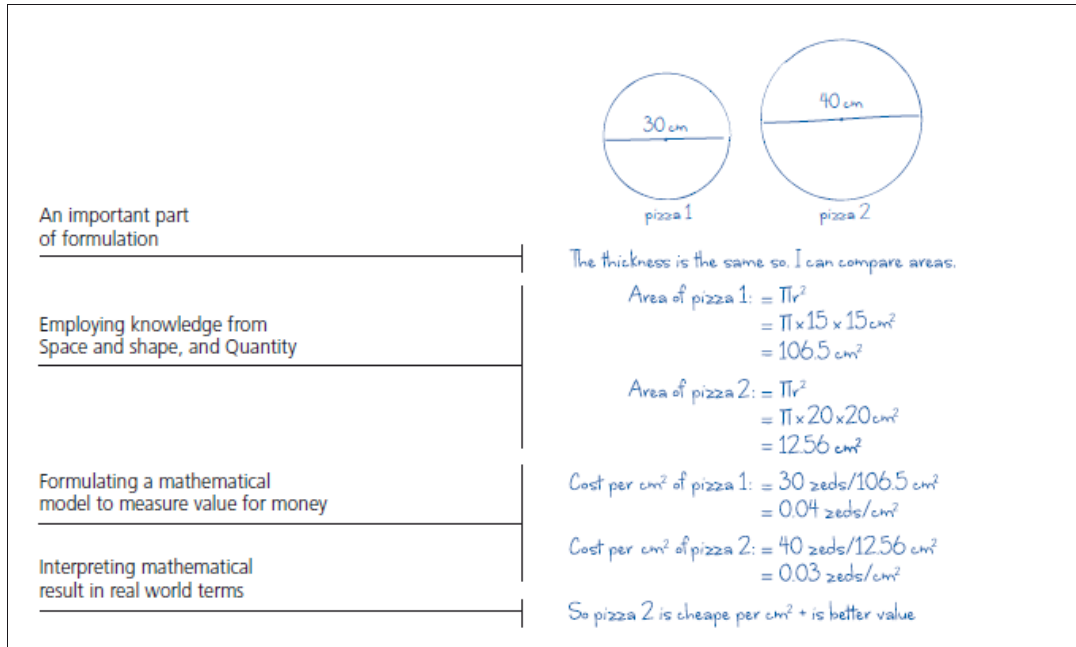 30 cm
40 cm
pizza 1
pizza 2
An important part
of formulation
The thickness is the same so. I can compare areas.
Employing knowledge from
Space and shape, and Quantity
Area of pizza 1: = πr²
= π x 15 x 15 cm²
= 106.5 cm²
Area of pizza 2: = πr²
= π x 20 x 20 cm²
= 12.56 cm²
Formulating a mathematical
model to measure value for money
Cost per cm² of pizza 1: = 30 zeds/106.5 cm²
= 0.04 zeds/cm²
Cost per cm² of pizza 2: = 40 zeds/12.56 cm²
= 0.03 zeds/cm²
Interpreting mathematical
result in real world terms
So pizza 2 is cheape per cm² + is better value